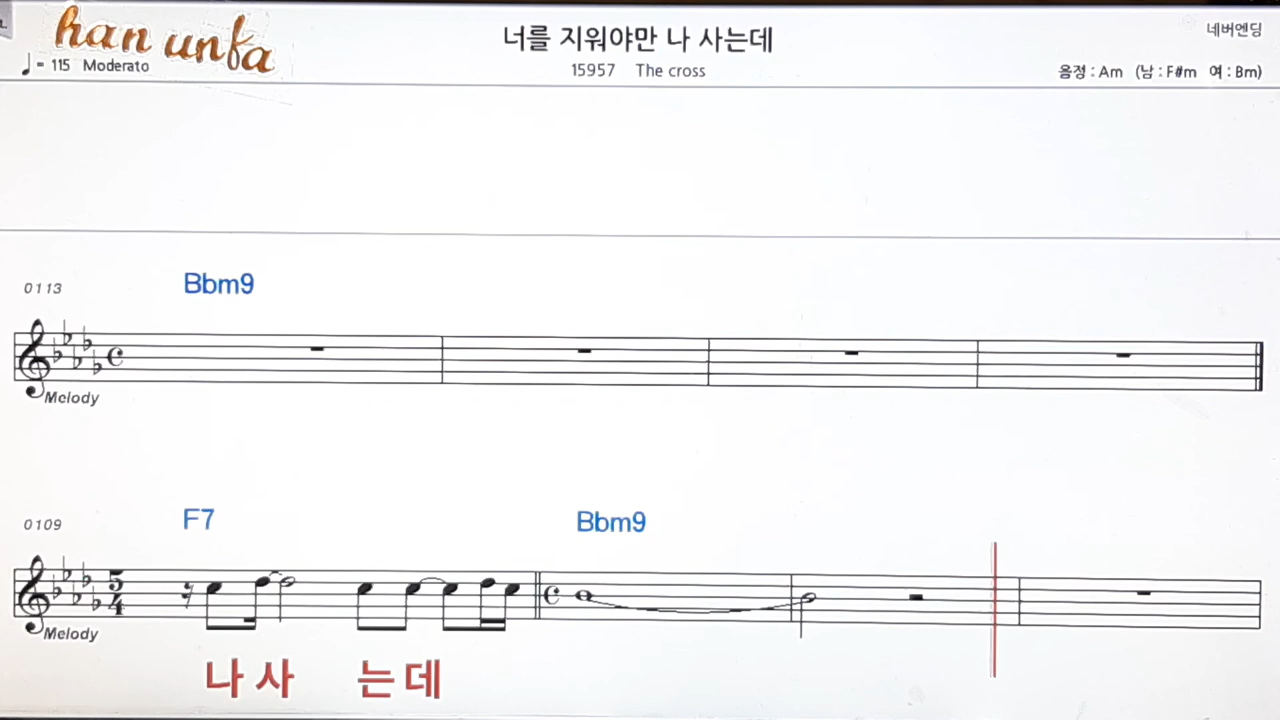 han unfa
너를 지워야만 나 사는데
네버엔딩
♩= 115 Moderato
15957 The cross
음정 : Am (남 : F#m 여 : Bm)
0113
Bbm9
Melody
0109
F7 Bbm9
5
4
Melody
나 사 는 데